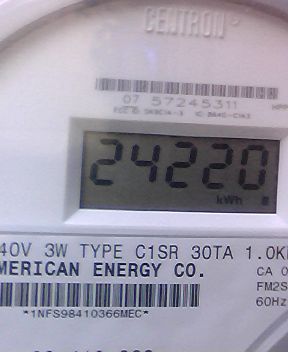 CENTRON
07 57245311
24220
kWh
40V 3W TYPE C1SR 30TA 1.0K
MERICAN ENERGY CO.
CA 0
FM2S
60Hz
*1NFS98410366MEC*